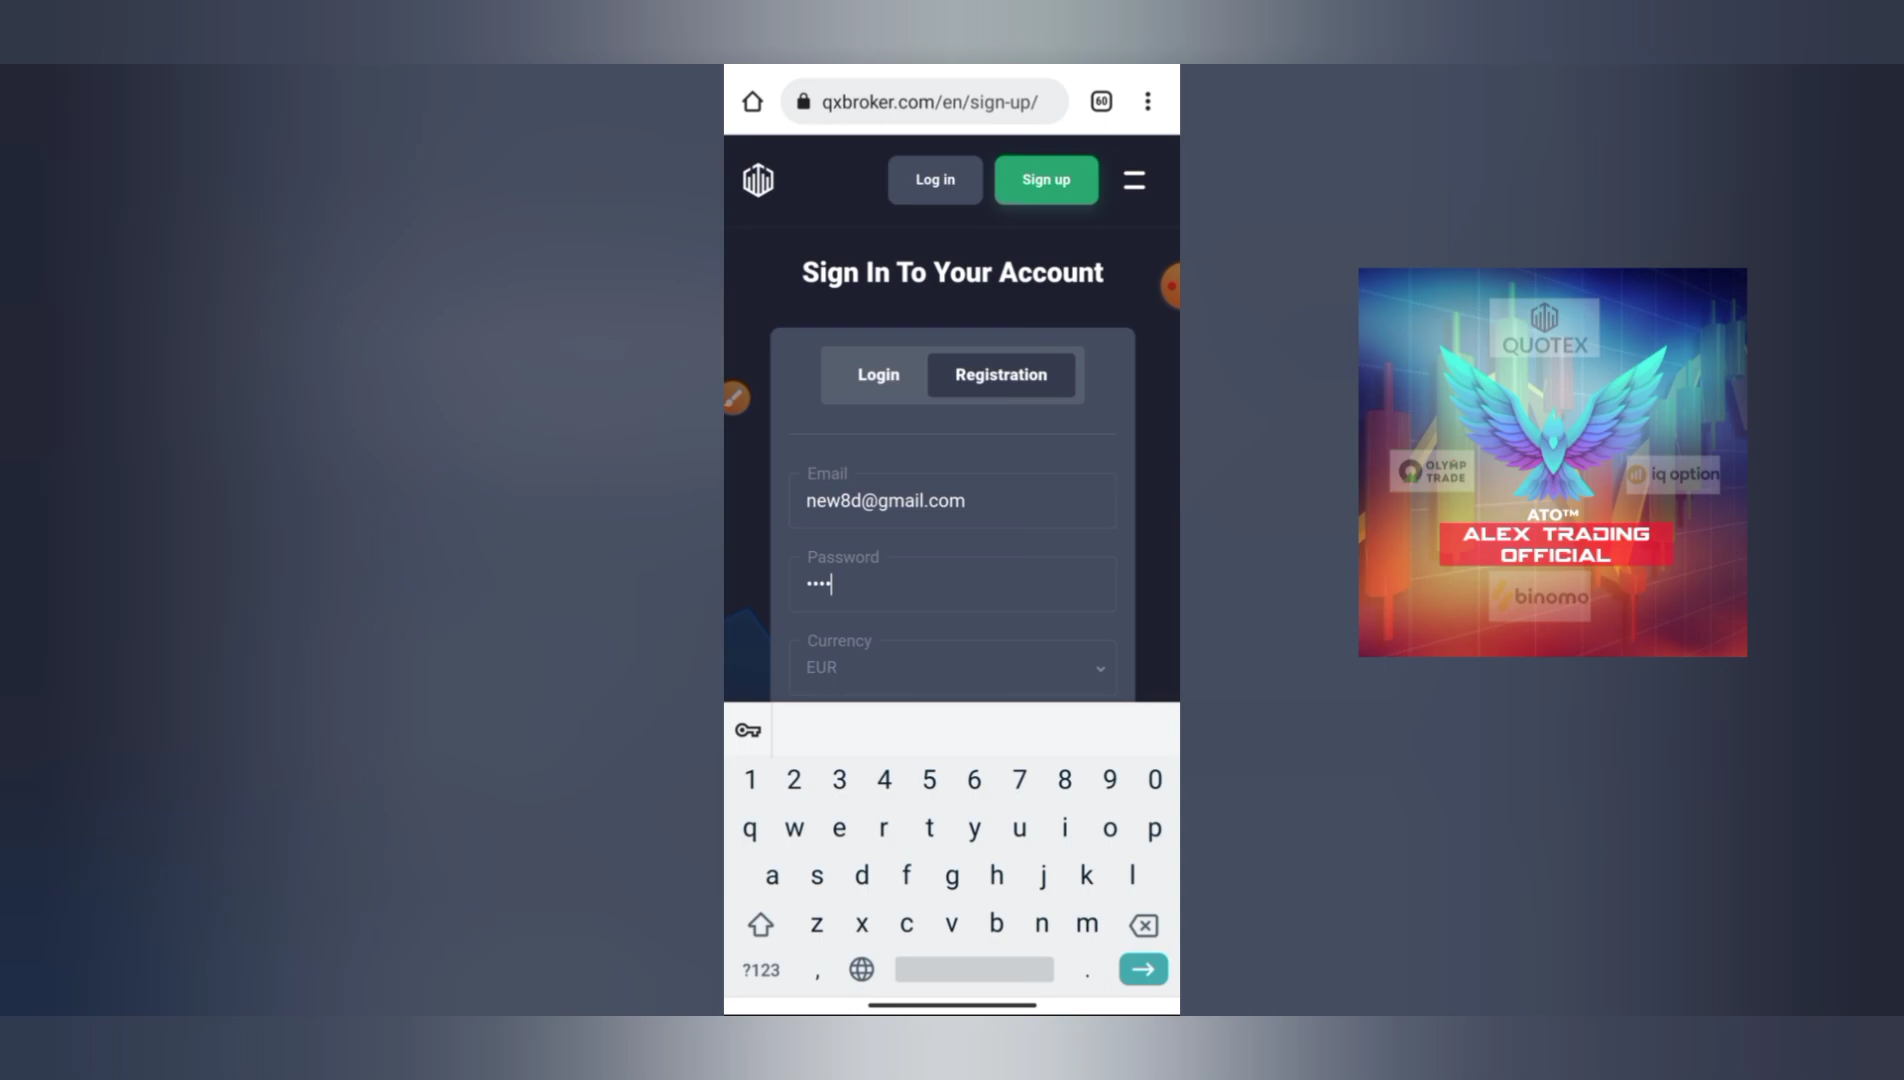 qxbroker.com/en/sign-up/
60
Log in
Sign up
Sign In To Your Account
Login
Registration
Email
new8d@gmail.com
Password
••••
Currency
EUR
1 2 3 4 5 6 7 8 9 0
q w e r t y u i o p
a s d f g h j k l
z x c v b n m
?123 , .
QUOTEX
OLYMP
TRADE
iq option
ATO™
ALEX TRADING
OFFICIAL
binomo